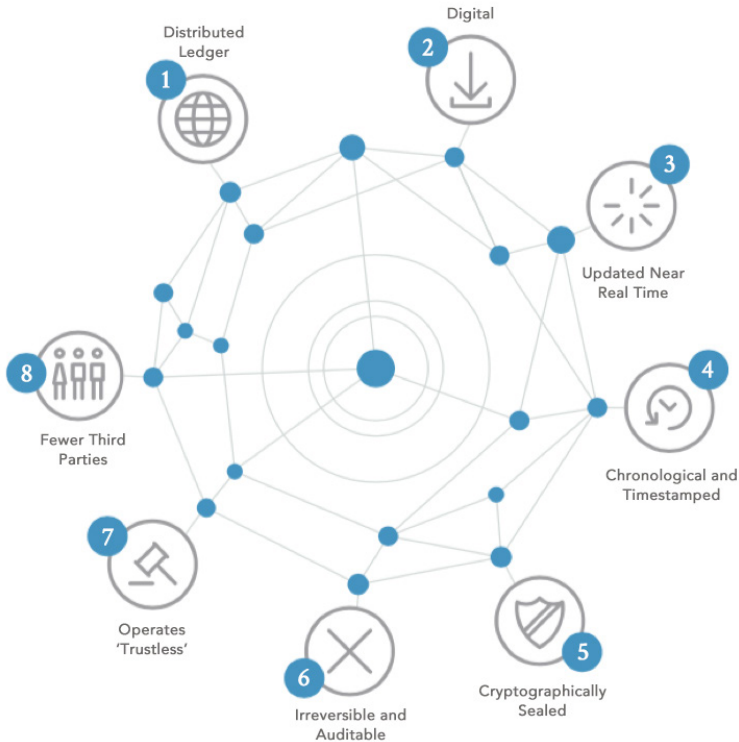 1
Distributed
Ledger
2
Digital
3
Updated Near
Real Time
4
Chronological and
Timestamped
5
Cryptographically
Sealed
6
Irreversible and
Auditable
7
Operates
‘Trustless‘
8
Fewer Third
Parties